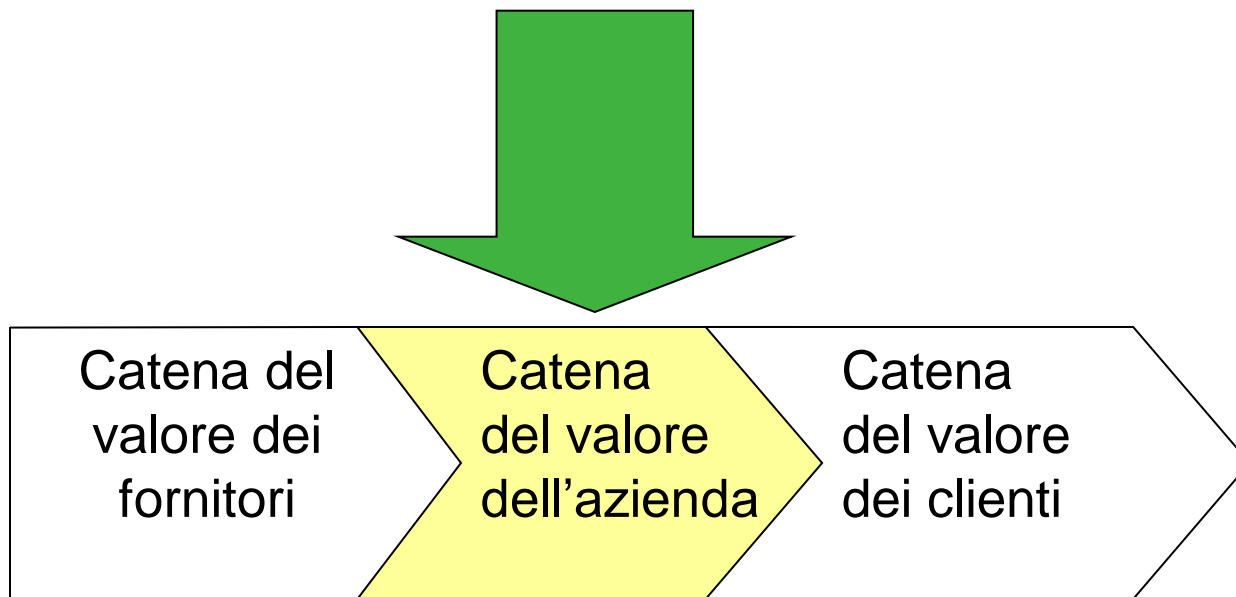 Catena del
valore dei
fornitori
Catena
del valore
dell’azienda
Catena
del valore
dei clienti